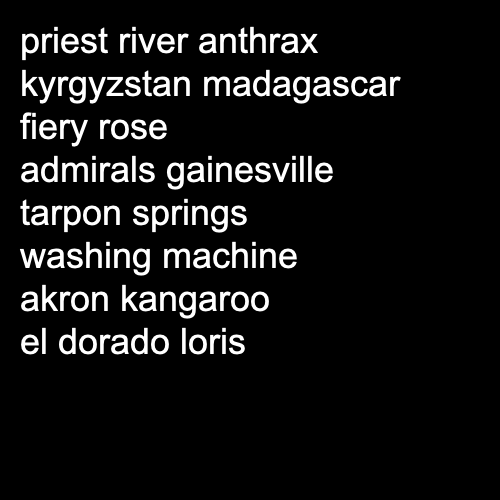 priest river anthrax
kyrgyzstan madagascar
fiery rose
admirals gainesville
tarpon springs
washing machine
akron kangaroo
el dorado loris